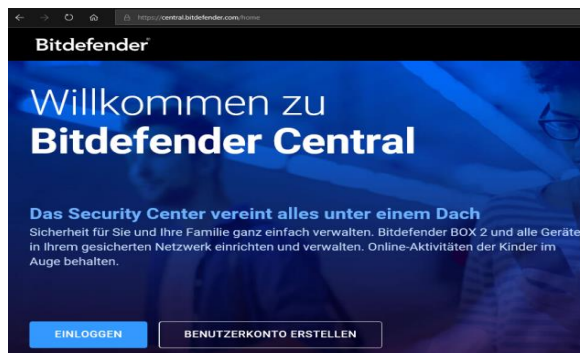 https://central.bitdefender.com/home
Bitdefender
Willkommen zu
Bitdefender Central
Das Security Center vereint alles unter einem Dach
Sicherheit für Sie und Ihre Familie ganz einfach verwalten. Bitdefender BOX 2 und alle Geräte
in Ihrem gesicherten Netzwerk einrichten und verwalten. Online-Aktivitäten der Kinder im
Auge behalten.
EINLOGGEN
BENUTZERKONTO ERSTELLEN